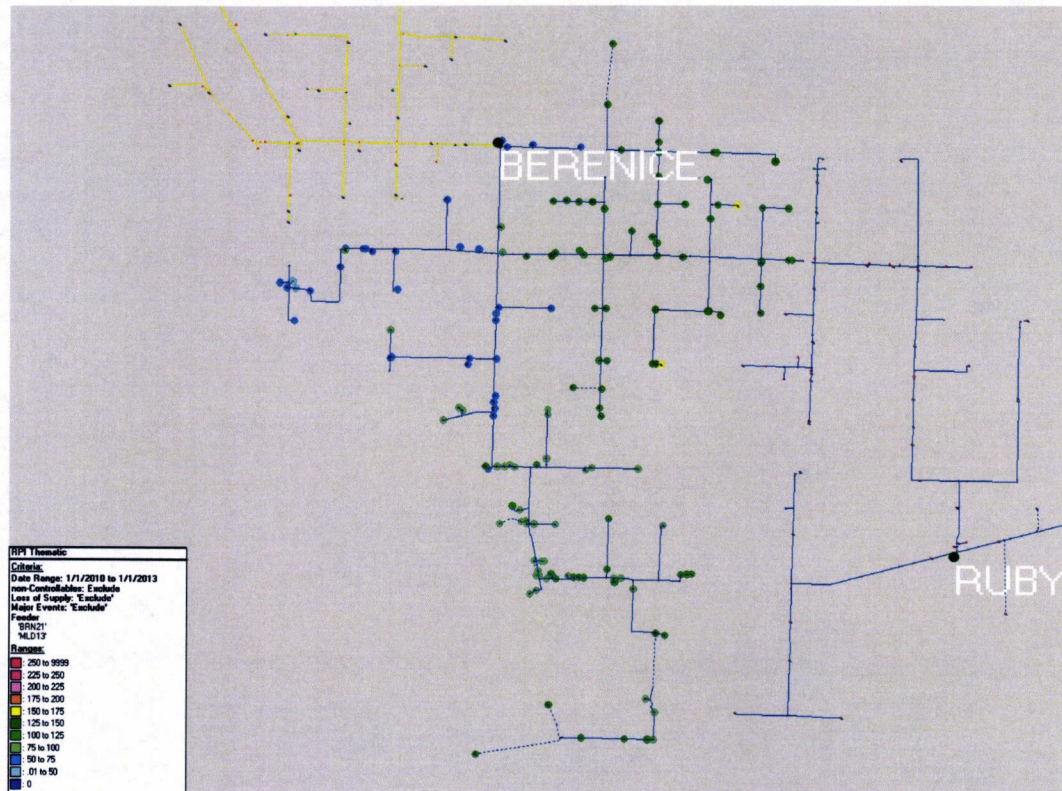 BERENICE
RUBY
RPI Thematic
Criteria:
Date Range: 1/1/2010 to 1/1/2013
non-Controllables: Exclude
Loss of Supply: 'Exclude'
Major Events: 'Exclude'
Feeder
'BRN21'
'MLD13'
Ranges:
: 250 to 9999
: 225 to 250
: 200 to 225
: 175 to 200
: 150 to 175
: 125 to 150
: 100 to 125
: 75 to 100
: 50 to 75
: .01 to 50
: 0